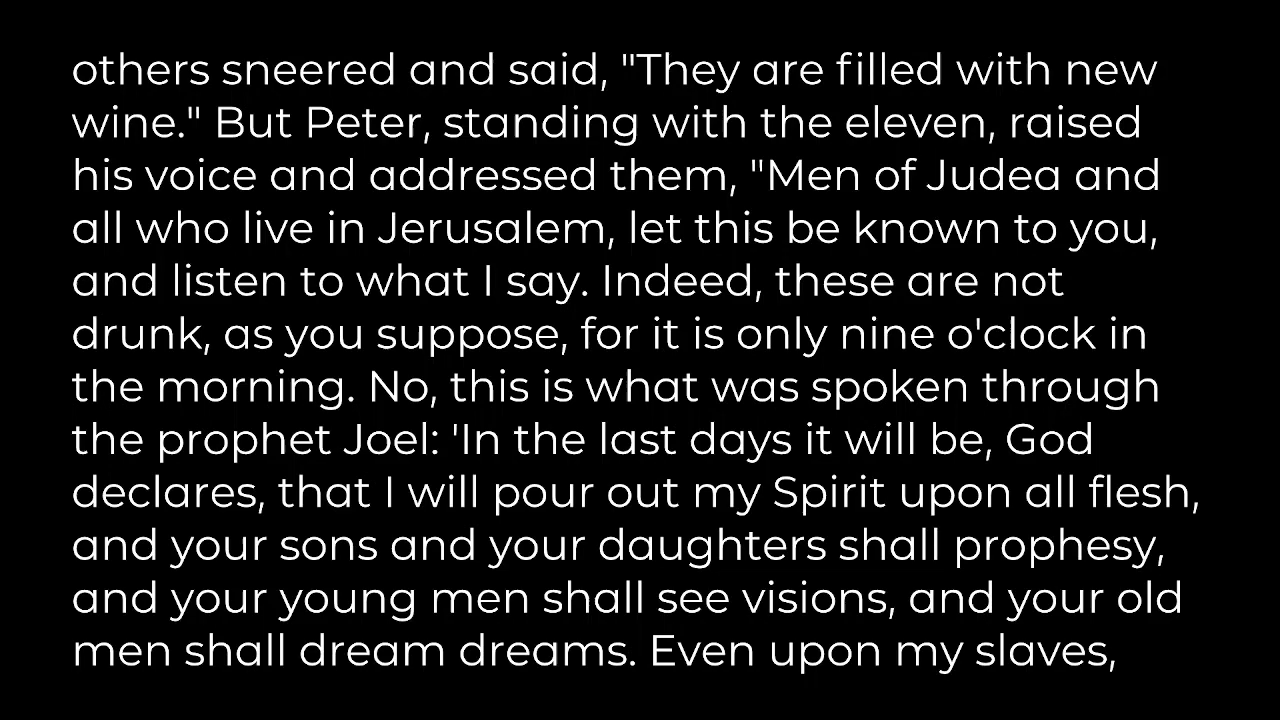 others sneered and said, "They are filled with new
wine." But Peter, standing with the eleven, raised
his voice and addressed them, "Men of Judea and
all who live in Jerusalem, let this be known to you,
and listen to what I say. Indeed, these are not
drunk, as you suppose, for it is only nine o'clock in
the morning. No, this is what was spoken through
the prophet Joel: 'In the last days it will be, God
declares, that I will pour out my Spirit upon all flesh,
and your sons and your daughters shall prophesy,
and your young men shall see visions, and your old
men shall dream dreams. Even upon my slaves,